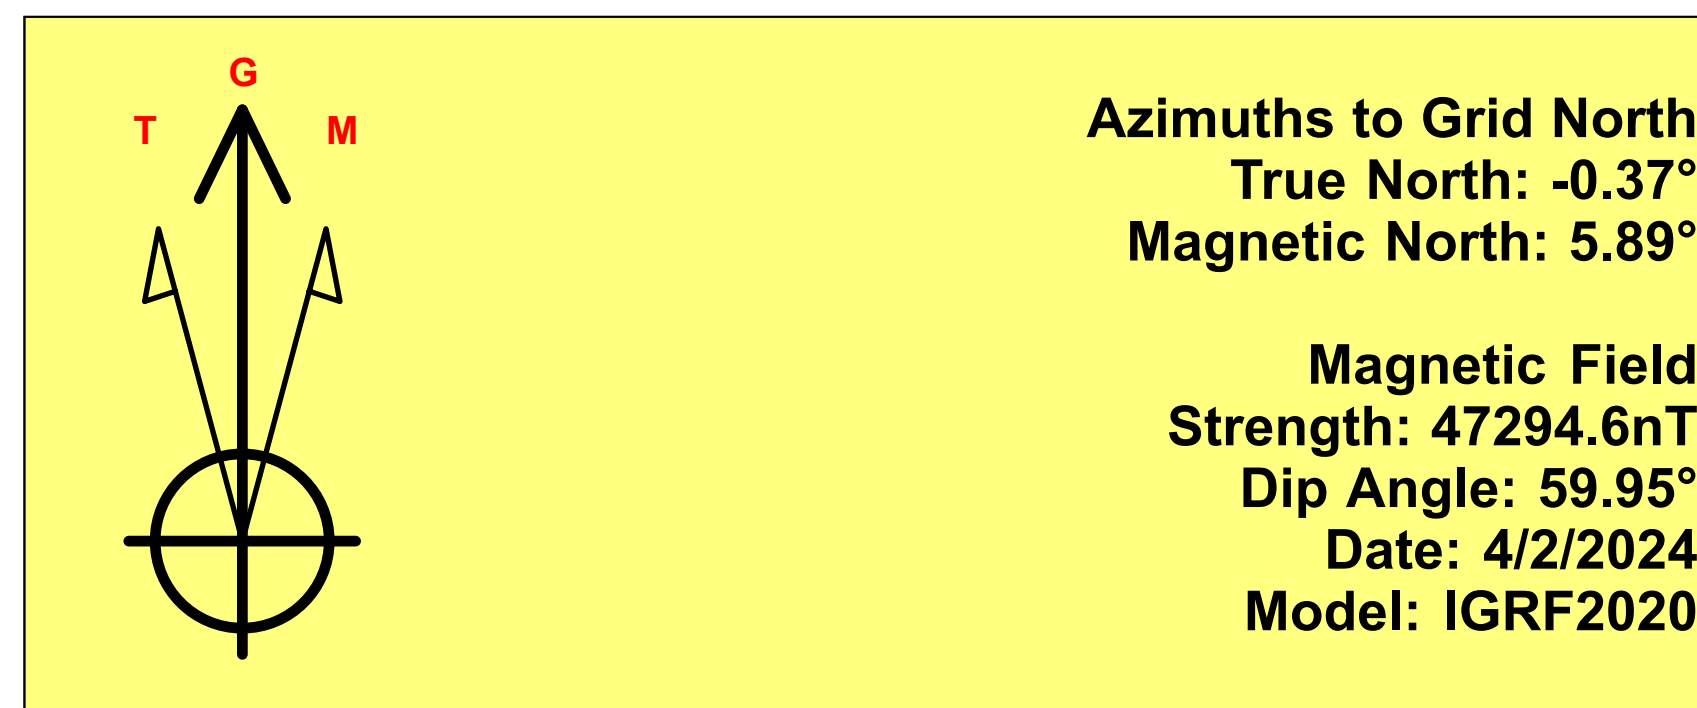 G
T
M
Azimuths to Grid North
True North: -0.37°
Magnetic North: 5.89°
Magnetic Field
Strength: 47294.6nT
Dip Angle: 59.95°
Date: 4/2/2024
Model: IGRF2020